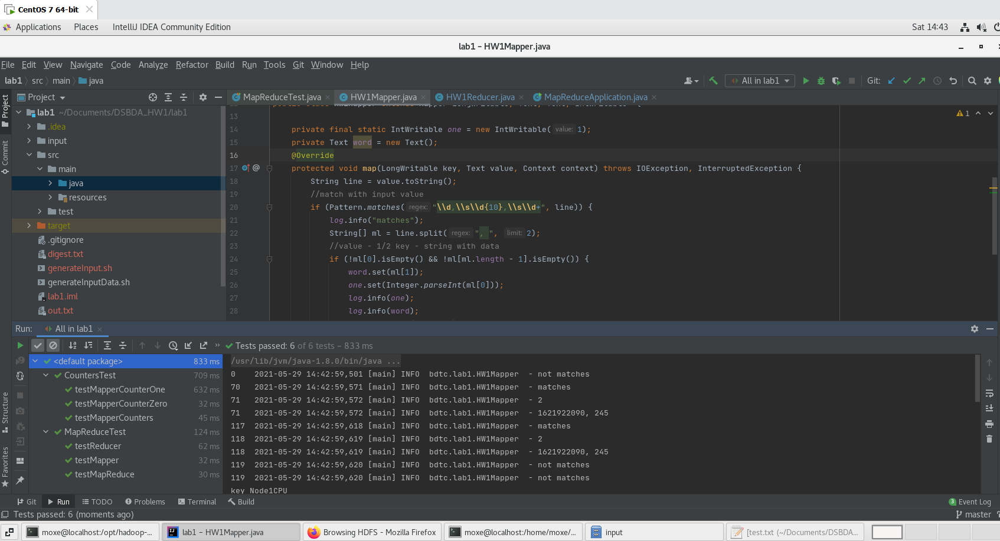 CentOS 7 64-bit
Applications Places IntelliJ IDEA Community Edition Sat 14:43
lab1 – HW1Mapper.java
File Edit View Navigate Code Analyze Refactor Build Run Tools Git Window Help
lab1 src main java All in lab1 Git:
Project MapReduceTest.java HW1Mapper.java HW1Reducer.java MapReduceApplication.java
Project
Commit
Structure
Favorites
lab1 ~/Documents/DSBDA_HW1/lab1
.idea
input
src
main
java
resources
test
target
.gitignore
digest.txt
generateInput.sh
generateInputData.sh
lab1.iml
out.txt
1
13
14 private final static IntWritable one = new IntWritable( value: 1);
15 private Text word = new Text();
16 @Override
17 @ protected void map(LongWritable key, Text value, Context context) throws IOException, InterruptedException {
18 String line = value.toString();
19 //match with input value
20 if (Pattern.matches( regex: "\\d,\\s\\d{10},\\s\\d+", line)) {
21 log.info("matches");
22 String[] ml = line.split( regex: ", ", limit: 2);
23 //value - 1/2 key - string with data
24 if (!ml[0].isEmpty() && !ml[ml.length - 1].isEmpty()) {
25 word.set(ml[1]);
26 one.set(Integer.parseInt(ml[0]));
27 log.info(one);
28 log.info(word);
Run: All in lab1
Tests passed: 6 of 6 tests – 833 ms
<default package> 833 ms
CountersTest 709 ms
testMapperCounterOne 632 ms
testMapperCounterZero 32 ms
testMapperCounters 45 ms
MapReduceTest 124 ms
testReducer 62 ms
testMapper 32 ms
testMapReduce 30 ms
/usr/lib/jvm/java-1.8.0/bin/java ...
0 2021-05-29 14:42:59,501 [main] INFO bdtc.lab1.HW1Mapper - not matches
70 2021-05-29 14:42:59,571 [main] INFO bdtc.lab1.HW1Mapper - matches
71 2021-05-29 14:42:59,572 [main] INFO bdtc.lab1.HW1Mapper - 2
71 2021-05-29 14:42:59,572 [main] INFO bdtc.lab1.HW1Mapper - 1621922090, 245
117 2021-05-29 14:42:59,618 [main] INFO bdtc.lab1.HW1Mapper - matches
118 2021-05-29 14:42:59,619 [main] INFO bdtc.lab1.HW1Mapper - 2
118 2021-05-29 14:42:59,619 [main] INFO bdtc.lab1.HW1Mapper - 1621922090, 245
119 2021-05-29 14:42:59,620 [main] INFO bdtc.lab1.HW1Mapper - not matches
119 2021-05-29 14:42:59,620 [main] INFO bdtc.lab1.HW1Mapper - not matches
key Node1CPU
Git Run TODO Problems Terminal Build 3 Event Log
Tests passed: 6 (moments ago) master
moxe@localhost:/opt/hadoop-... lab1 – HW1Mapper.java Browsing HDFS - Mozilla Firefox moxe@localhost:/home/moxe/... input [test.txt (~/Documents/DSBDA...